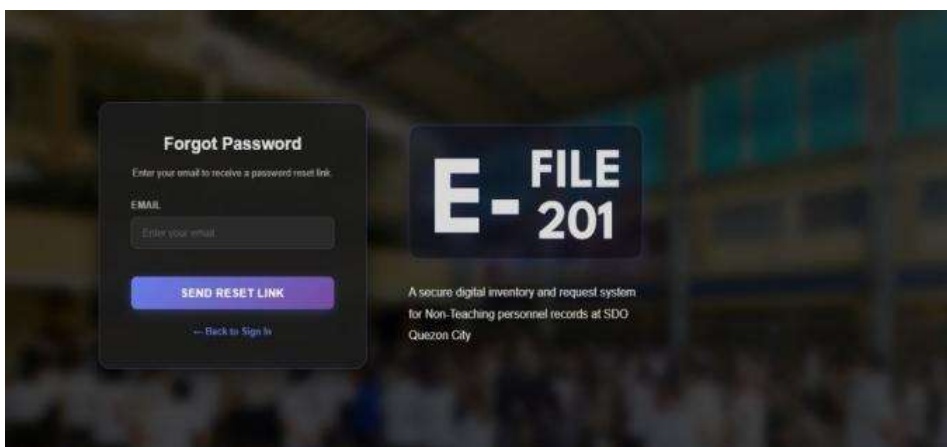 Forgot Password
Enter your email to receive a password reset link.
EMAIL
Enter your email
SEND RESET LINK
← Back to Sign In
E-
FILE
201
A secure digital inventory and request system
for Non-Teaching personnel records at SDO
Quezon City